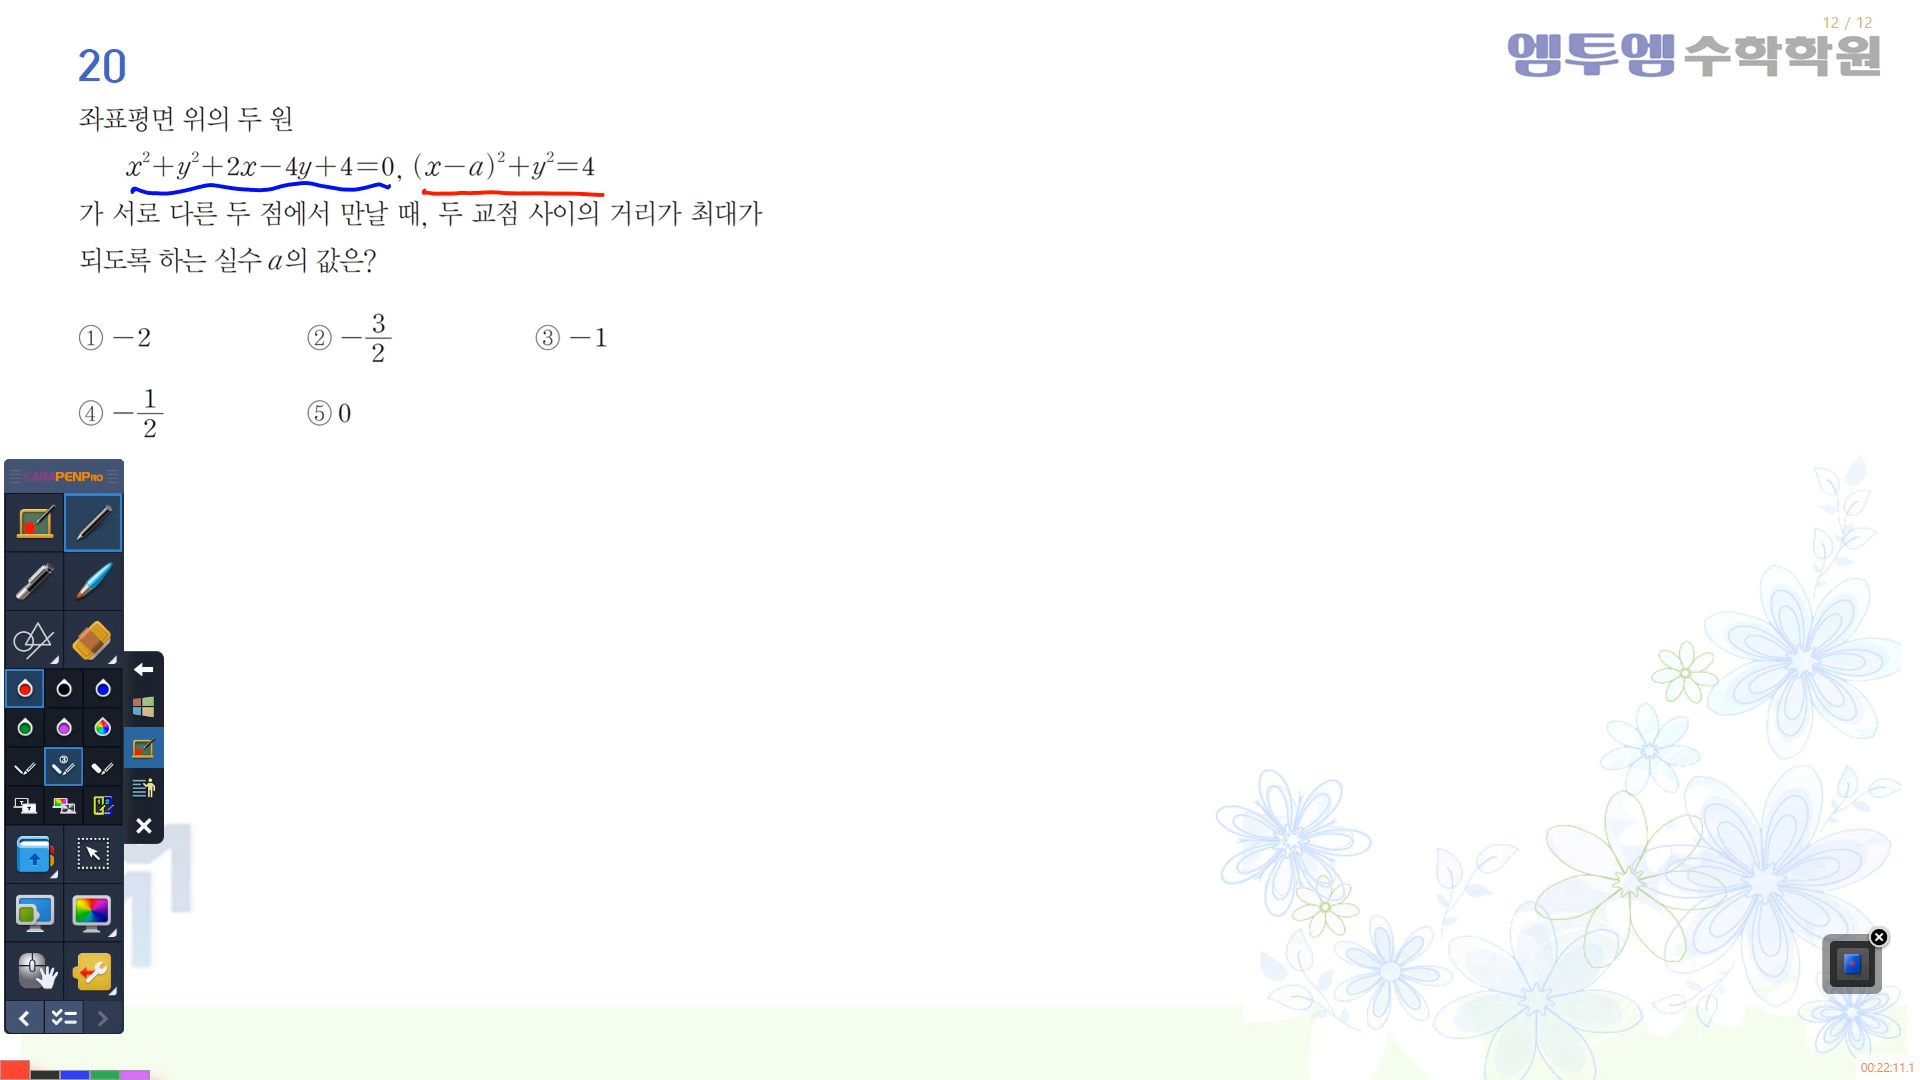 12 / 12
엠투엠 수학학원
20
좌표평면 위의 두 원
x²+y²+2x−4y+4=0, (x−a)²+y²=4
가 서로 다른 두 점에서 만날 때, 두 교점 사이의 거리가 최대가
되도록 하는 실수 a의 값은?
① −2 ② −3/2 ③ −1
④ −1/2 ⑤ 0
CARAPENPRO
00:22:11.1